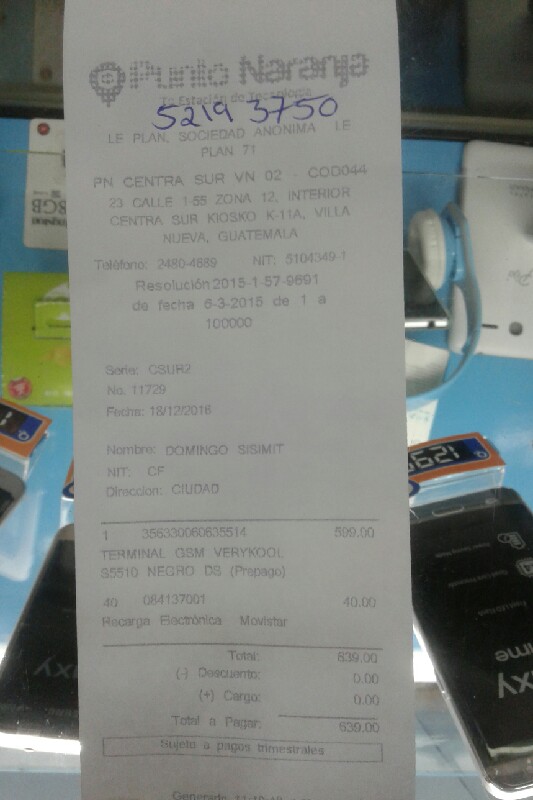 Punto Naranja
Tu Estación de Tecnología
5219 3750
LE PLAN, SOCIEDAD ANONIMA LE
PLAN 71
PN CENTRA SUR VN 02 - COD044
23 CALLE 1-55 ZONA 12, INTERIOR
CENTRA SUR KIOSKO K-11A, VILLA
NUEVA, GUATEMALA
Teléfono: 2480-4889 NIT: 5104349-1
Resolución 2015-1-57-9691
de fecha 6-3-2015 de 1 a
100000
Serie: CSUR2
No. 11729
Fecha: 18/12/2016
Nombre: DOMINGO SISIMIT
NIT: CF
Direccion: CIUDAD
1 356330060635514 599.00
TERMINAL GSM VERYKOOL
S5510 NEGRO DS (Prepago)
40 084137001 40.00
Recarga Electrónica Movistar
Total: 639.00
(-) Descuento: 0.00
(+) Cargo: 0.00
Total a Pagar: 639.00
Sujeto a pagos trimestrales
8GB